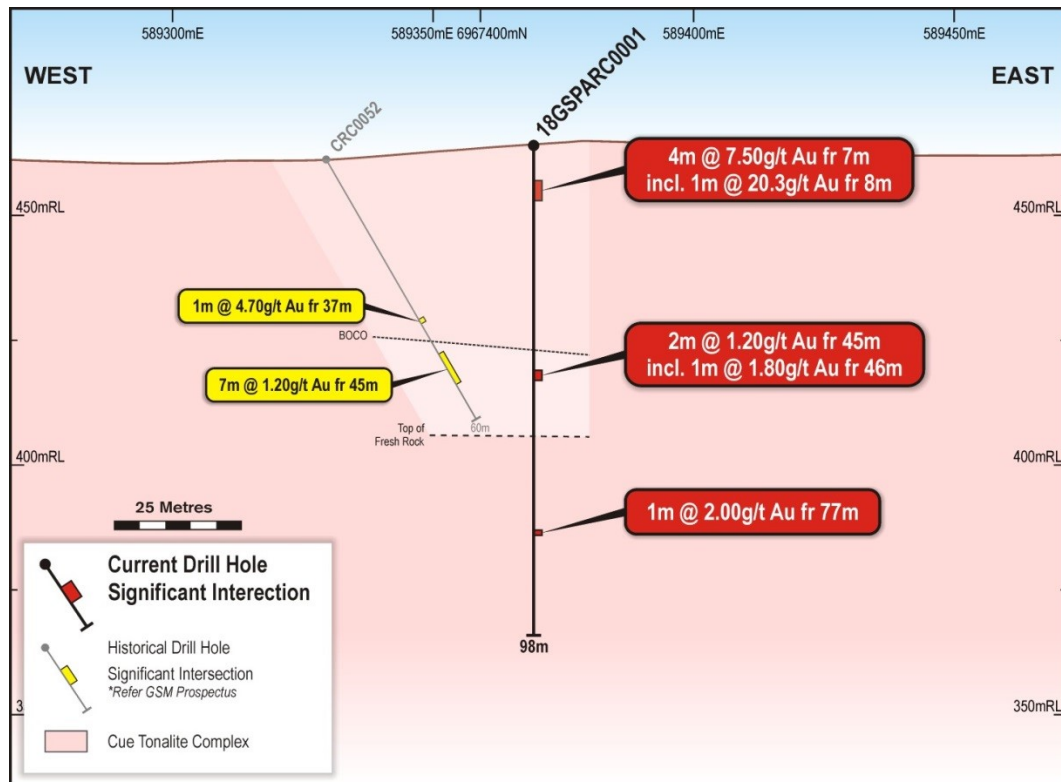 589300mE
589350mE 6967400mN
589400mE
589450mE
WEST
EAST
CRC0052
18GSPARC0001
4m @ 7.50g/t Au fr 7m
incl. 1m @ 20.3g/t Au fr 8m
450mRL
450mRL
1m @ 4.70g/t Au fr 37m
BOCO
2m @ 1.20g/t Au fr 45m
incl. 1m @ 1.80g/t Au fr 46m
7m @ 1.20g/t Au fr 45m
60m
Top of
Fresh Rock
400mRL
400mRL
25 Metres
1m @ 2.00g/t Au fr 77m
Current Drill Hole
Significant Interection
98m
Historical Drill Hole
Significant Intersection
*Refer GSM Prospectus
3
350mRL
Cue Tonalite Complex